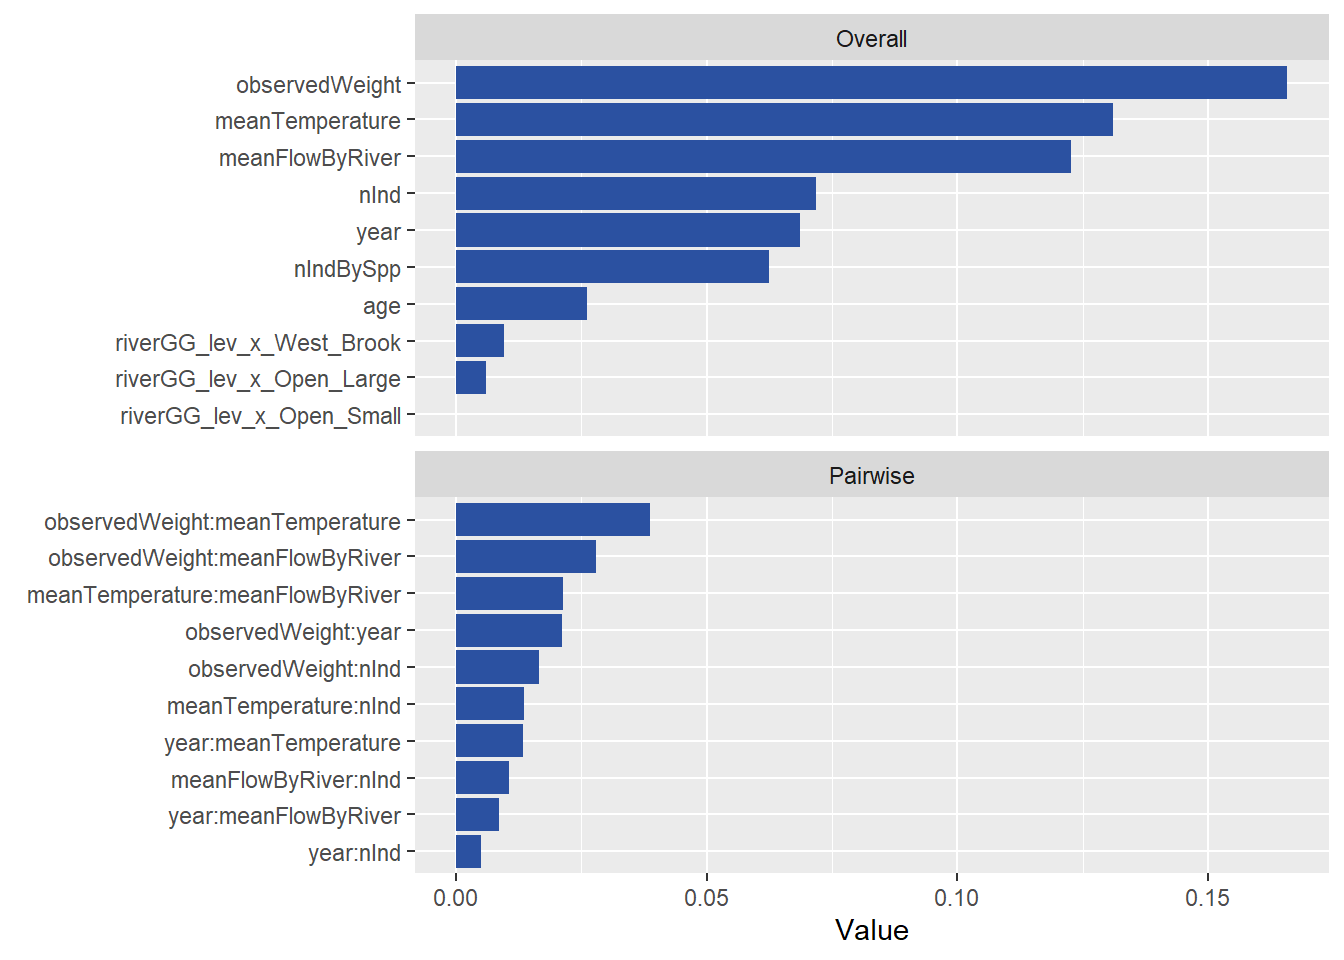 Overall
observedWeight
meanTemperature
meanFlowByRiver
nInd
year
nIndBySpp
age
riverGG_lev_x_West_Brook
riverGG_lev_x_Open_Large
riverGG_lev_x_Open_Small
Pairwise
observedWeight:meanTemperature
observedWeight:meanFlowByRiver
meanTemperature:meanFlowByRiver
observedWeight:year
observedWeight:nInd
meanTemperature:nInd
year:meanTemperature
meanFlowByRiver:nInd
year:meanFlowByRiver
year:nInd
0.00 0.05 0.10 0.15
Value